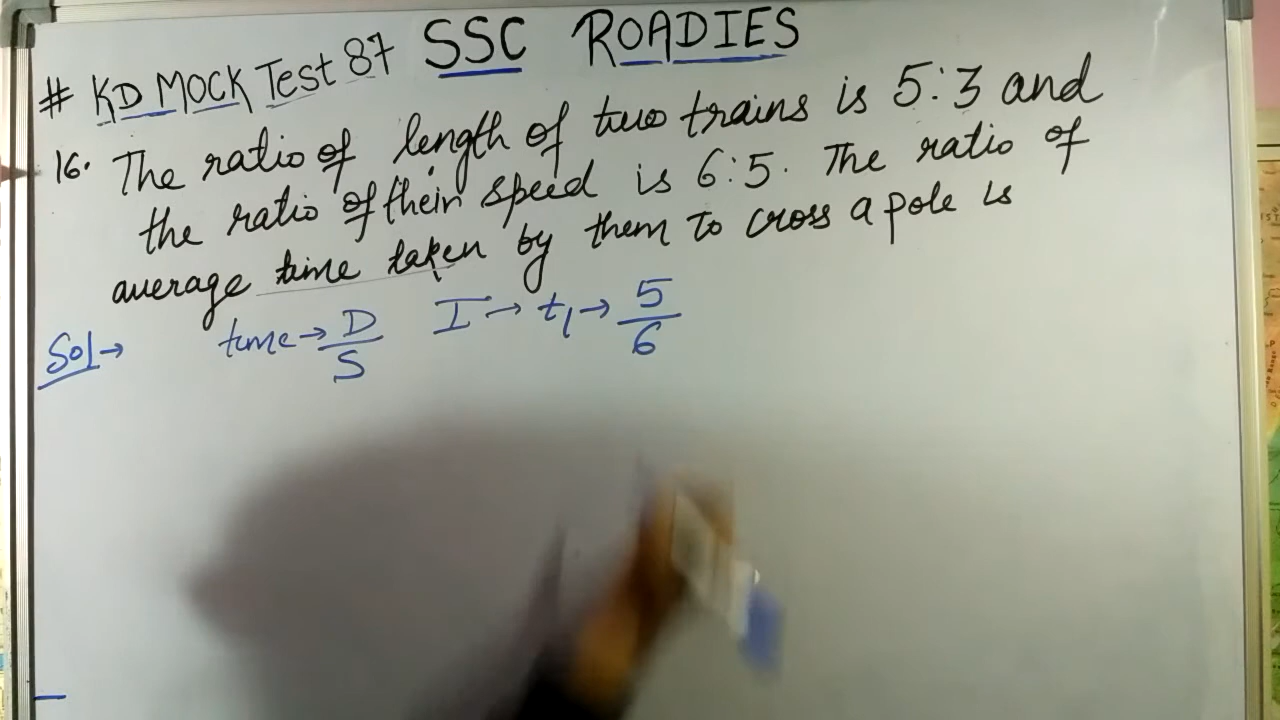 SSC ROADIES
# KD MOCK Test 87
16. The ratio of length of two trains is 5:3 and
the ratio of their speed is 6:5. The ratio of
average time taken by them to cross a pole is
Sol→ time→ D/S I→ t₁→ 5/6